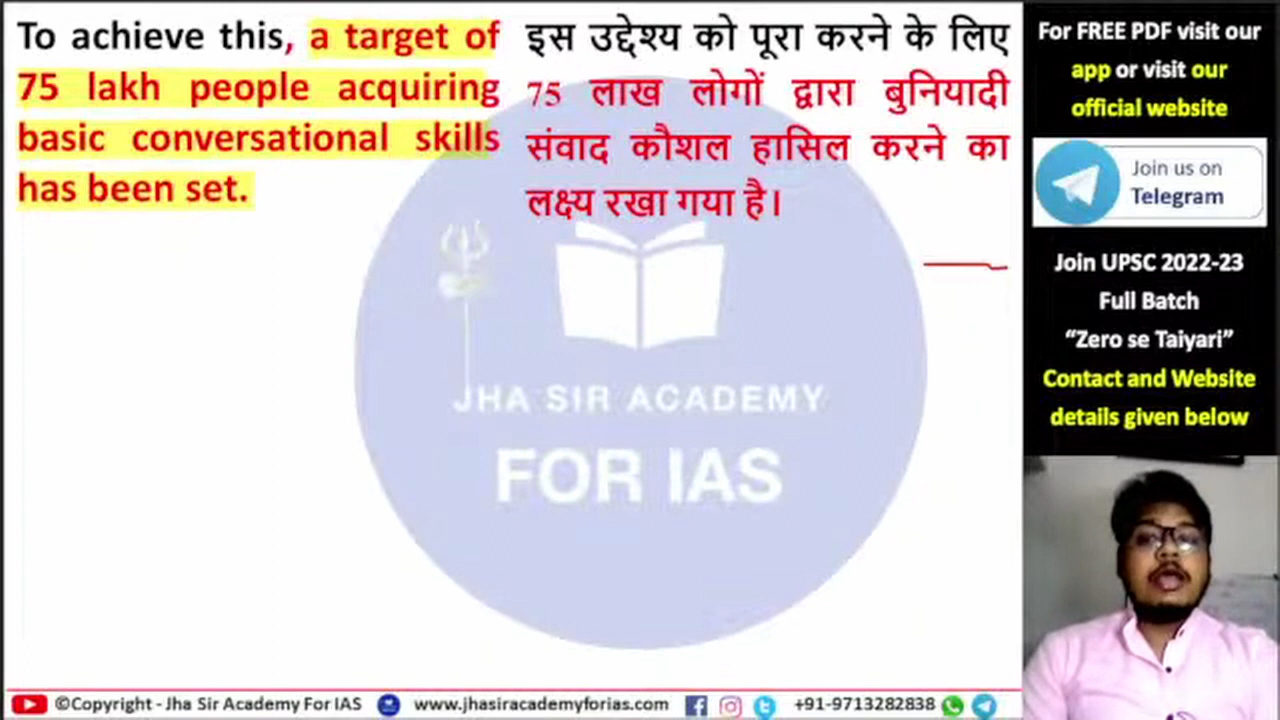 To achieve this, a target of
75 lakh people acquiring
basic conversational skills
has been set.
इस उद्देश्य को पूरा करने के लिए
75 लाख लोगों द्वारा बुनियादी
संवाद कौशल हासिल करने का
लक्ष्य रखा गया है।
JHA SIR ACADEMY
FOR IAS
For FREE PDF visit our
app or visit our
official website
Join us on
Telegram
Join UPSC 2022-23
Full Batch
“Zero se Taiyari”
Contact and Website
details given below
©Copyright - Jha Sir Academy For IAS www.jhasiracademyforias.com +91-9713282838